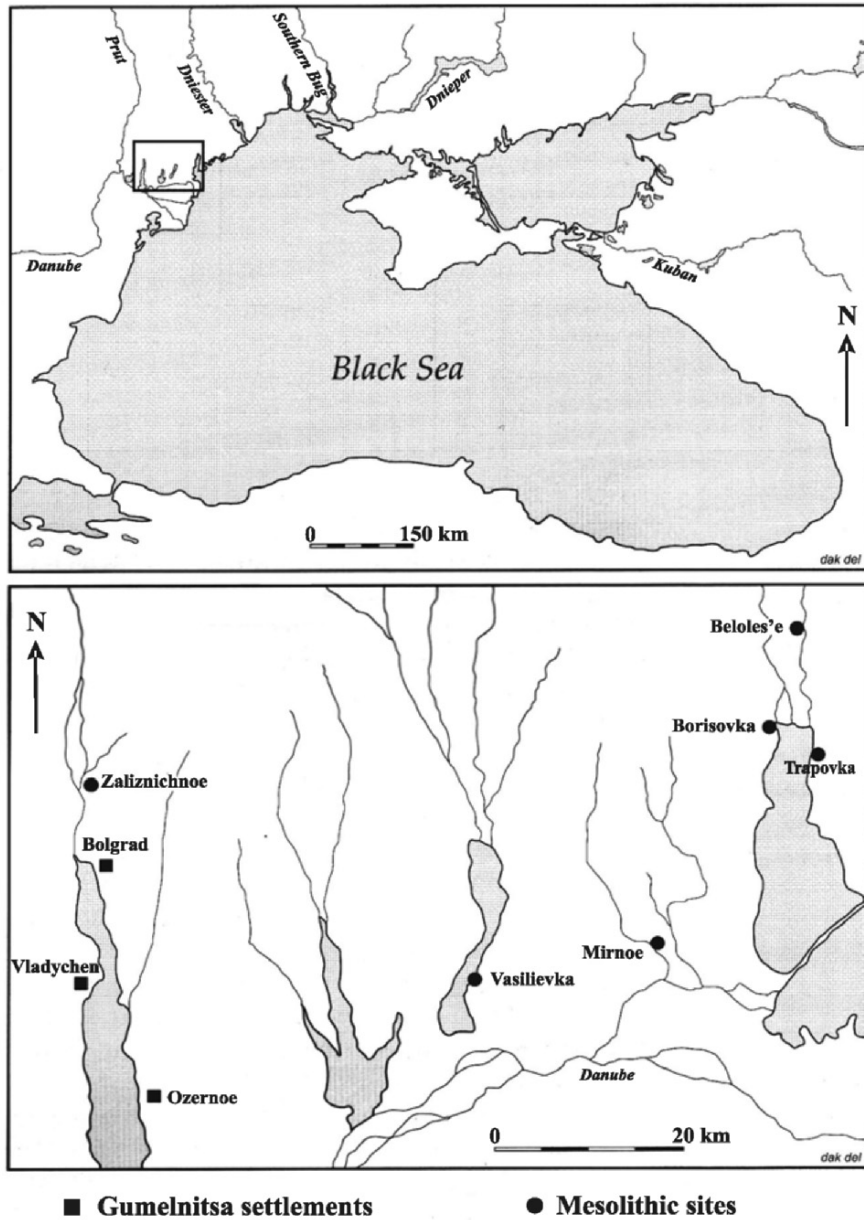 Prut
Dniester
Southern Bug
Dnieper
Danube
Kuban
N
Black Sea
0 150 km
dak del
N
Beloles'e
Borisovka
Trapovka
Zaliznichnoe
Bolgrad
Mirnoe
Vladychen
Vasilievka
Danube
Ozernoe
0 20 km
dak del
Gumelnitsa settlements
Mesolithic sites